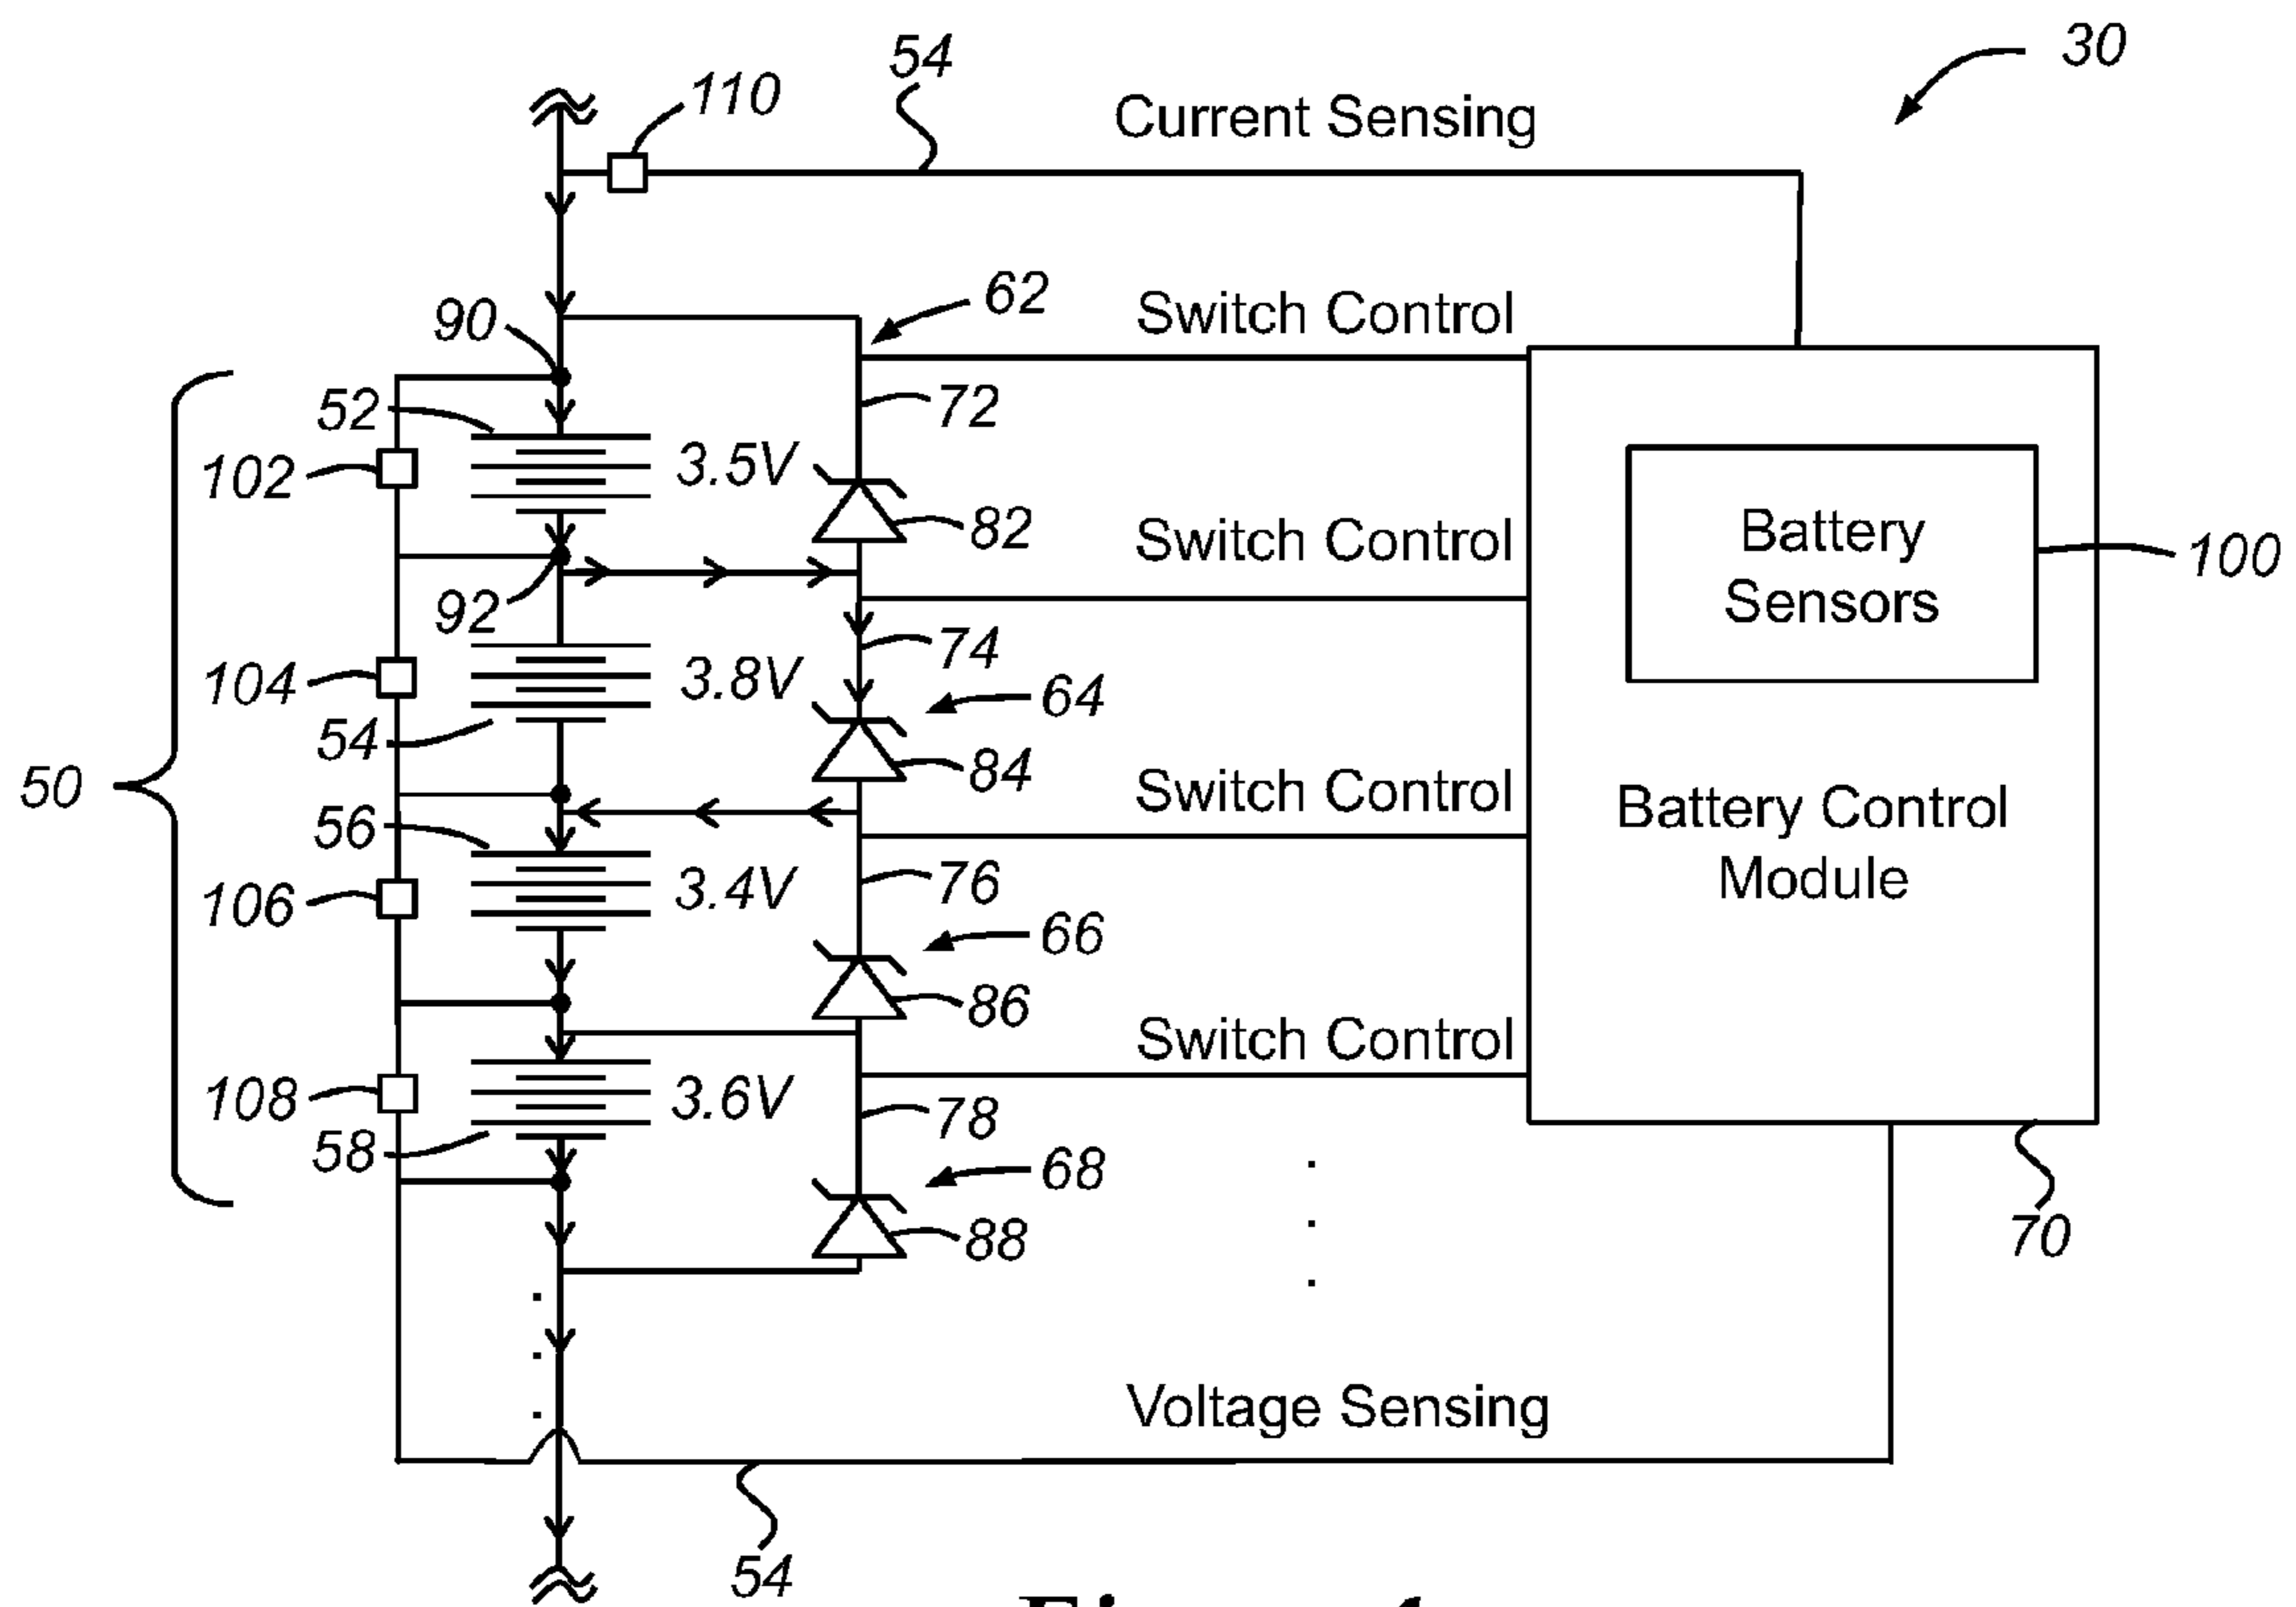 54
30
110
Current Sensing
62
90
Switch Control
52
72
102
3.5V
82
Switch Control
Battery
Sensors
100
92
74
104
3.8V
64
54
84
50
Switch Control
Battery Control
Module
56
76
106
3.4V
66
86
Switch Control
108
3.6V
78
58
68
88
70
Voltage Sensing
54